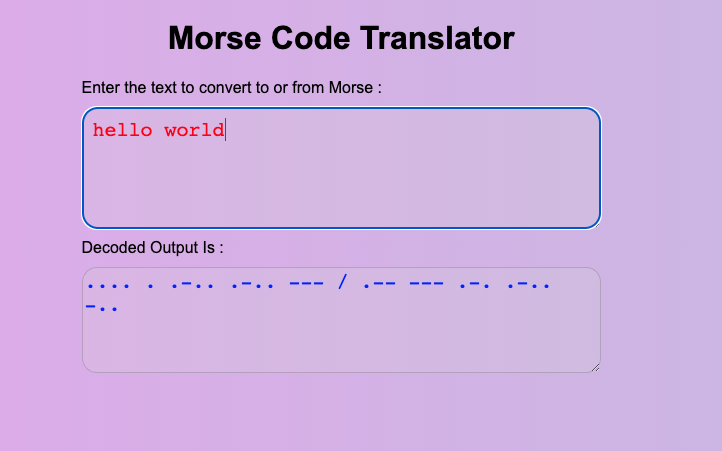 Morse Code Translator
Enter the text to convert to or from Morse :
hello world
Decoded Output Is :
.... . .-.. .-.. --- / .-- --- .-. .-..
-..